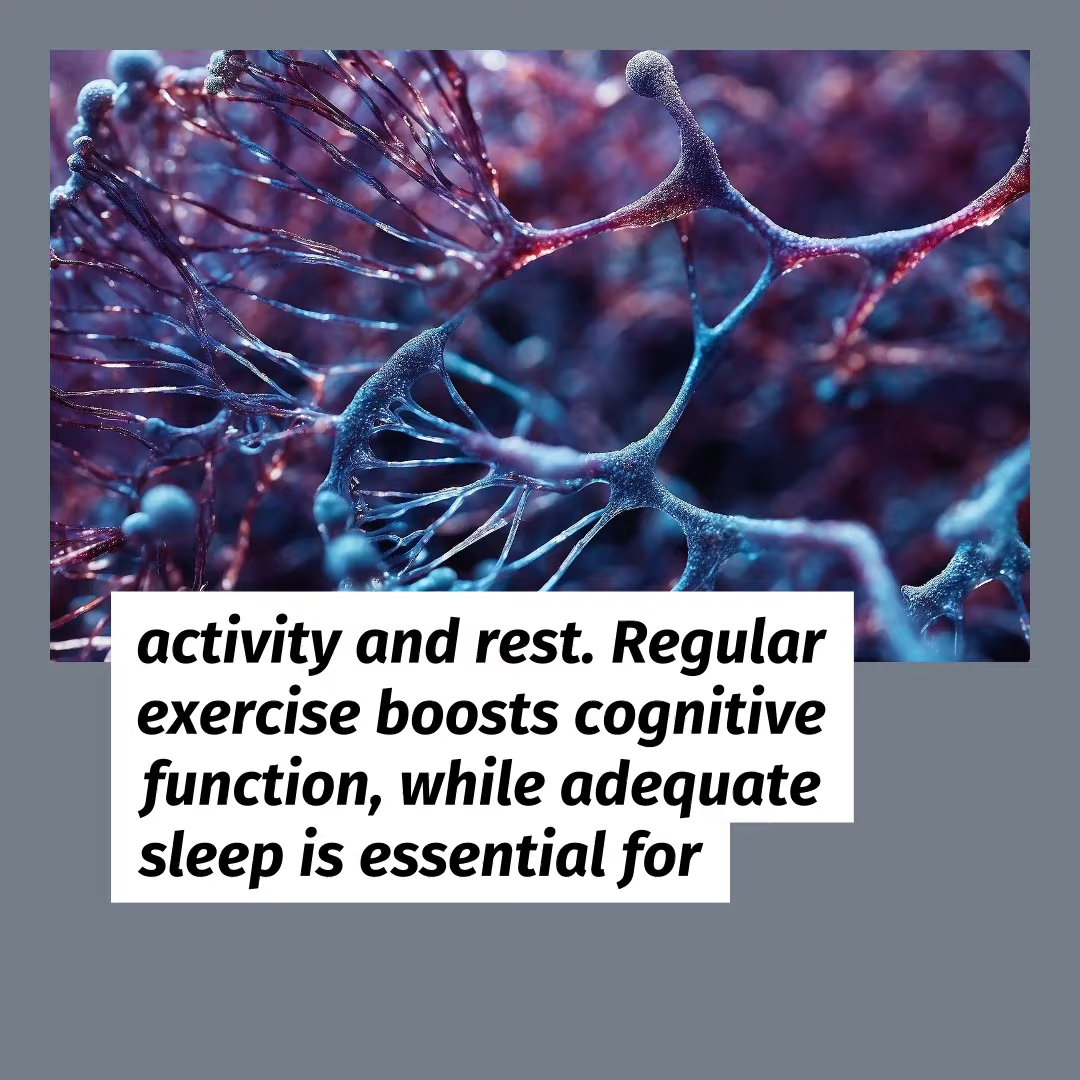 activity and rest. Regular
exercise boosts cognitive
function, while adequate
sleep is essential for